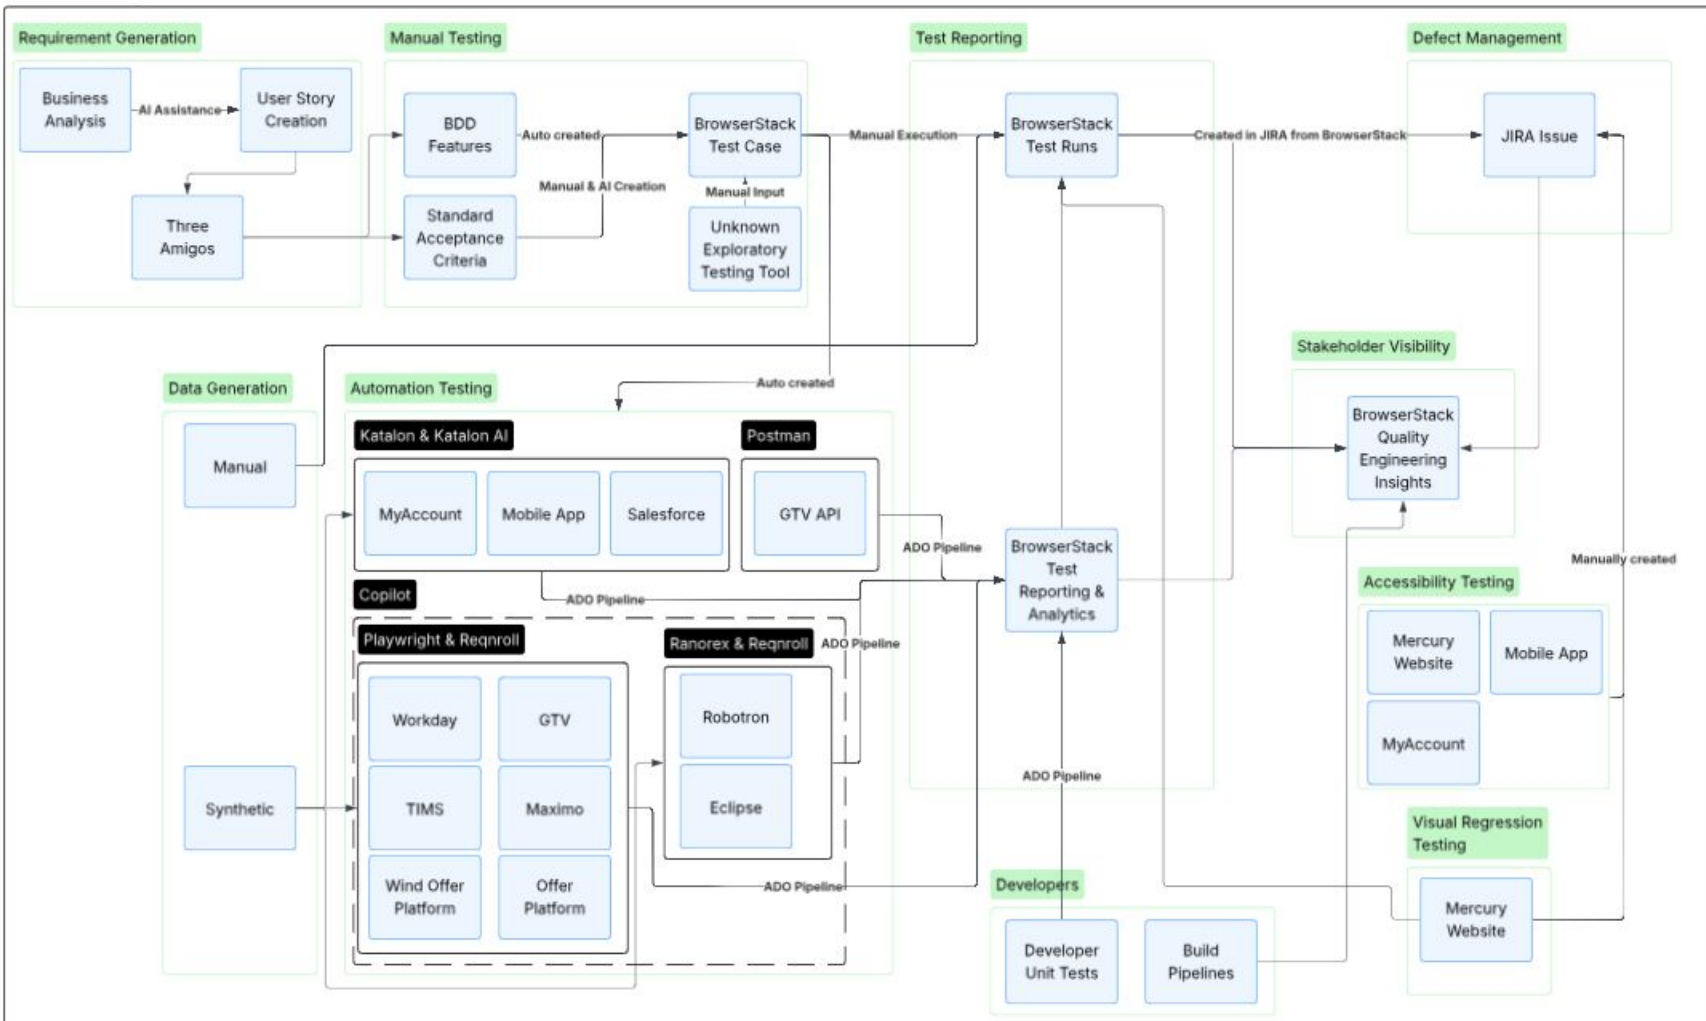 Requirement Generation
Business
Analysis
AI Assistance
User Story
Creation
Three
Amigos
Manual Testing
BDD
Features
Auto created
Manual & AI Creation
Standard
Acceptance
Criteria
BrowserStack
Test Case
Manual Input
Unknown
Exploratory
Testing Tool
Manual Execution
Test Reporting
BrowserStack
Test Runs
Created in JIRA from BrowserStack
Defect Management
JIRA Issue
Stakeholder Visibility
BrowserStack
Quality
Engineering
Insights
Data Generation
Manual
Synthetic
Automation Testing
Auto created
Katalon & Katalon AI
MyAccount
Mobile App
Salesforce
Postman
GTV API
ADO Pipeline
ADO Pipeline
Copilot
Playwright & Reqnroll
Workday
GTV
TIMS
Maximo
Wind Offer
Platform
Offer
Platform
Ranorex & Reqnroll
Robotron
Eclipse
ADO Pipeline
ADO Pipeline
BrowserStack
Test
Reporting &
Analytics
ADO Pipeline
Developers
Developer
Unit Tests
Build
Pipelines
Manually created
Accessibility Testing
Mercury
Website
Mobile App
MyAccount
Visual Regression
Testing
Mercury
Website